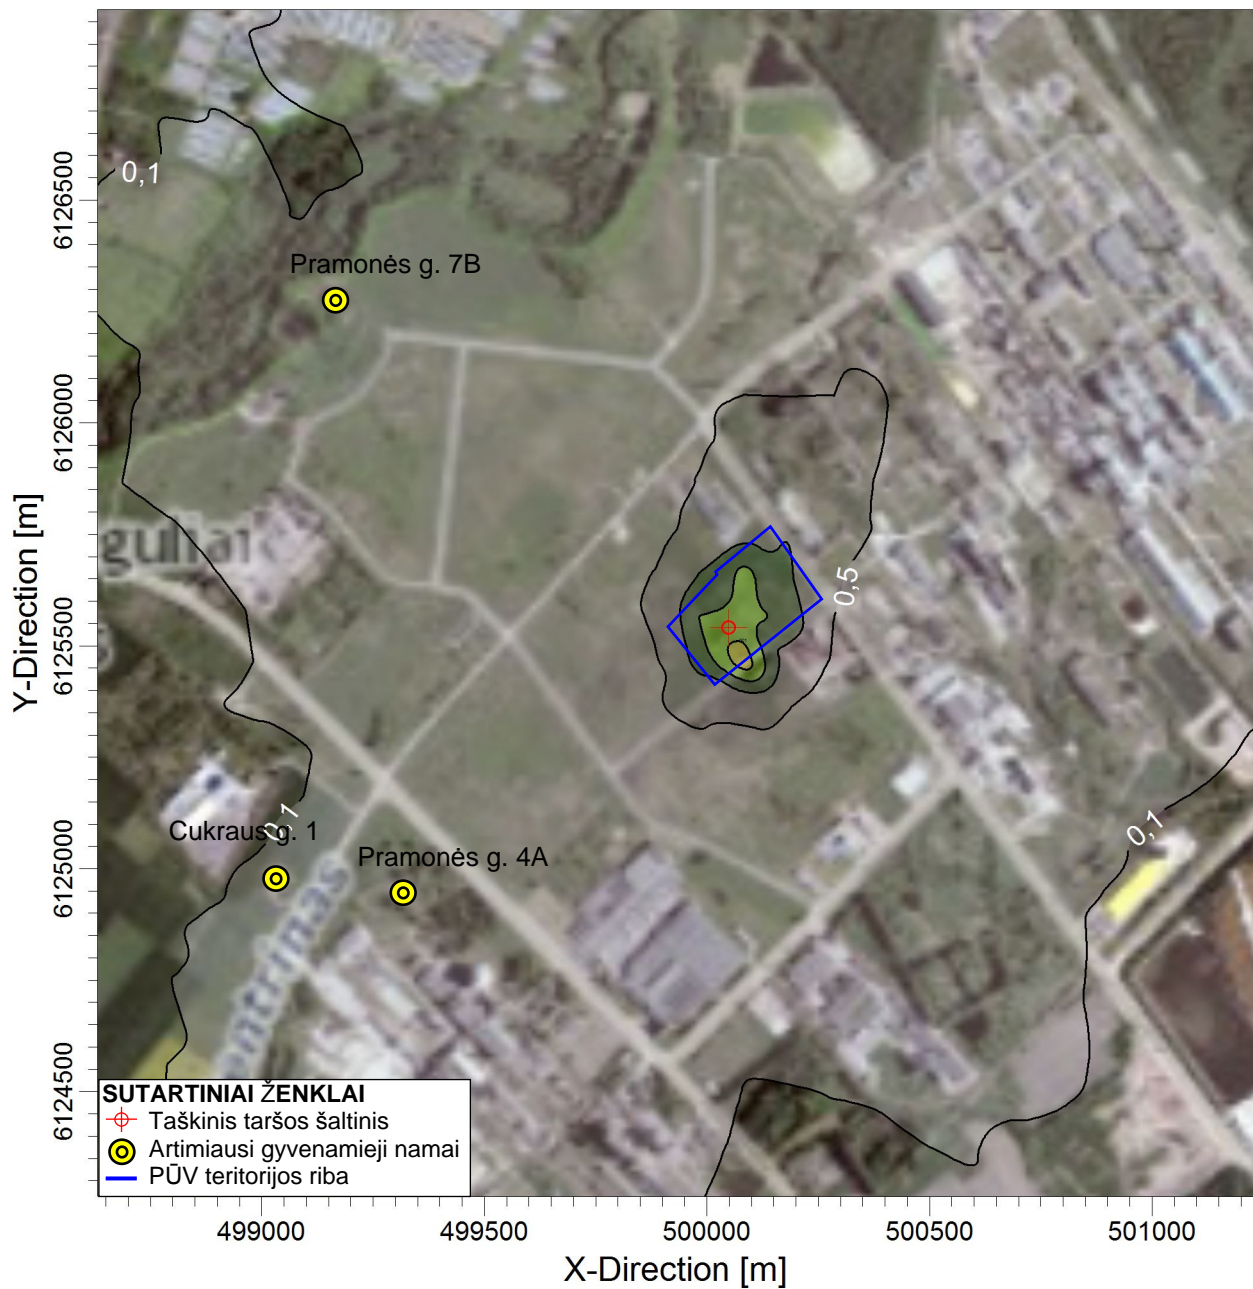 0,1
6126500
Pramonės g. 7B
6126000
0,5
6125500
Y-Direction [m]
0,1
0,1
Cukraus g. 1
Pramonės g. 4A
6125000
6124500
SUTARTINIAI ŽENKLAI
Taškinis taršos šaltinis
Artimiausi gyvenamieji namai
PŪV teritorijos riba
499000 499500 500000 500500 501000
X-Direction [m]